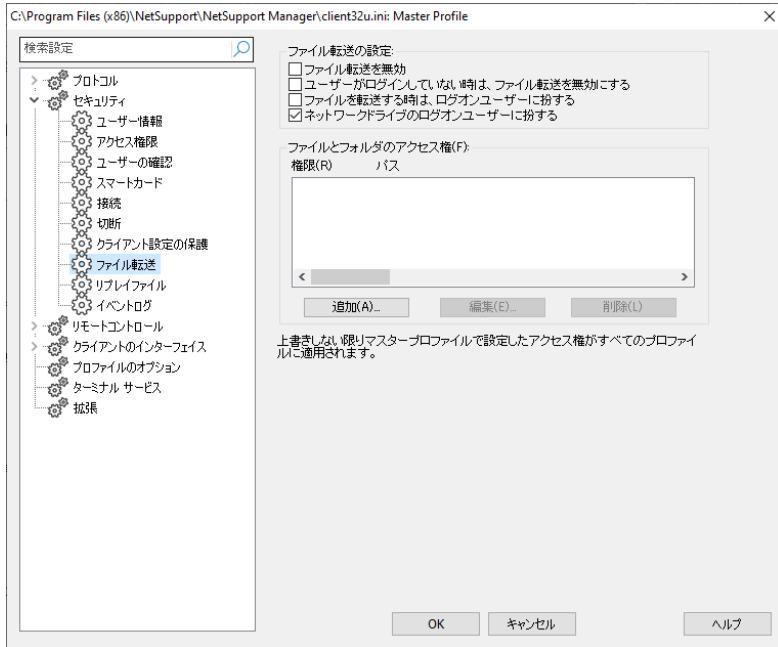 C:\Program Files (x86)\NetSupport\NetSupport Manager\client32u.ini: Master Profile
検索設定
プロトコル
セキュリティ
ユーザー情報
アクセス権限
ユーザーの確認
スマートカード
接続
切断
クライアント設定の保護
ファイル転送
リプレイファイル
イベントログ
リモートコントロール
クライアントのインターフェイス
プロファイルのオプション
ターミナル サービス
拡張
ファイル転送の設定:
ファイル転送を無効
ユーザーがログインしていない時は、ファイル転送を無効にする
ファイルを転送する時は、ログオンユーザーに扮する
ネットワークドライブのログオンユーザーに扮する
ファイルとフォルダのアクセス権(F):
権限(R) パス
追加(A)... 編集(E)... 削除(L)
上書きしない限りマスタープロファイルで設定したアクセス権がすべてのプロファイ
ルに適用されます。
OK キャンセル ヘルプ